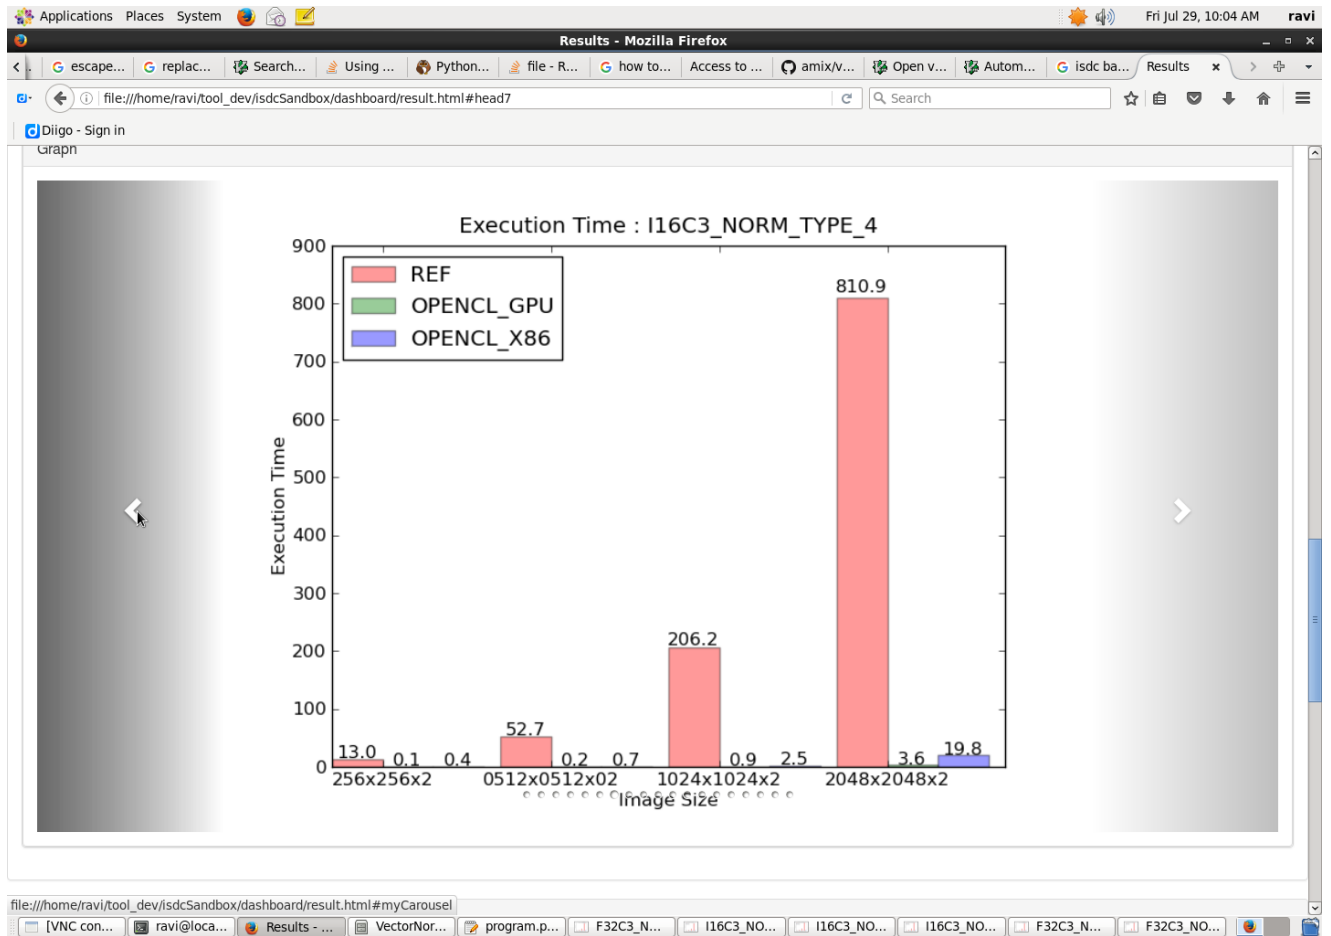 Applications Places System Fri Jul 29, 10:04 AM ravi
Results - Mozilla Firefox
escape... replac... Search... Using ... Python... file - R... how to... Access to ... amix/v... Open v... Autom... isdc ba... Results
file:///home/ravi/tool_dev/isdcSandbox/dashboard/result.html#head7 Search
Diigo - Sign in
Graph
Execution Time : I16C3_NORM_TYPE_4
900
800
700
600
500
400
300
200
100
0
Execution Time
REF
OPENCL_GPU
OPENCL_X86
13.0 0.1 0.4 52.7 0.2 0.7 206.2 0.9 2.5 810.9 3.6 19.8
256x256x2 0512x0512x02 1024x1024x2 2048x2048x2
Image Size
file:///home/ravi/tool_dev/isdcSandbox/dashboard/result.html#myCarousel
[VNC con... ravi@loca... Results - ... VectorNor... program.p... F32C3_N... I16C3_NO... I16C3_NO... I16C3_NO... F32C3_N... F32C3_NO...